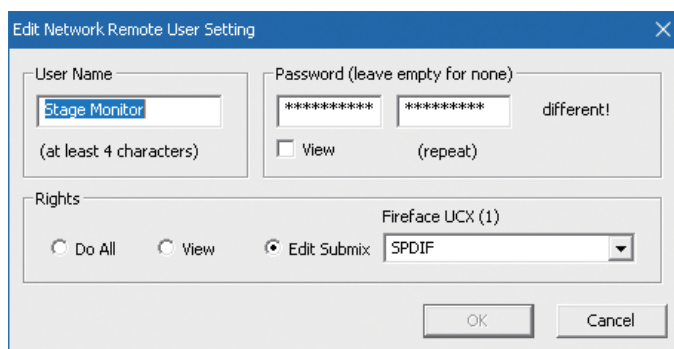 Edit Network Remote User Setting
User Name
Stage Monitor
(at least 4 characters)
Password (leave empty for none)
********** ********* different!
View (repeat)
Rights
Fireface UCX (1)
Do All View Edit Submix SPDIF
OK Cancel